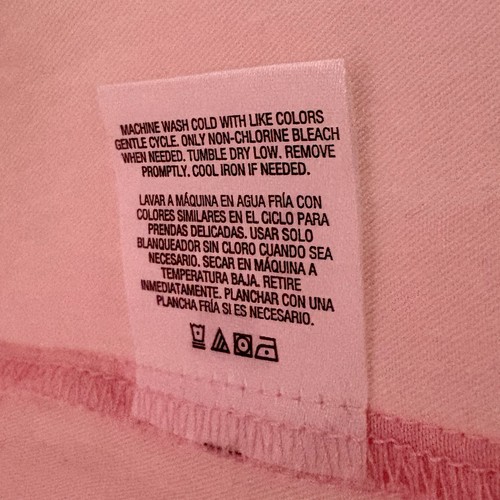 MACHINE WASH COLD WITH LIKE COLORS
GENTLE CYCLE. ONLY NON-CHLORINE BLEACH
WHEN NEEDED. TUMBLE DRY LOW. REMOVE
PROMPTLY. COOL IRON IF NEEDED.
LAVAR A MÁQUINA EN AGUA FRÍA CON
COLORES SIMILARES EN EL CICLO PARA
PRENDAS DELICADAS. USAR SOLO
BLANQUEADOR SIN CLORO CUANDO SEA
NECESARIO. SECAR EN MÁQUINA A
TEMPERATURA BAJA. RETIRE
INMEDIATAMENTE. PLANCHAR CON UNA
PLANCHA FRÍA SI ES NECESARIO.